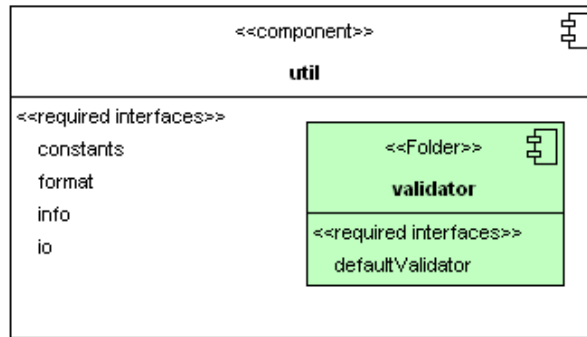 <<component>>
util
<<required interfaces>>
constants
format
info
io
<<Folder>>
validator
<<required interfaces>>
defaultValidator